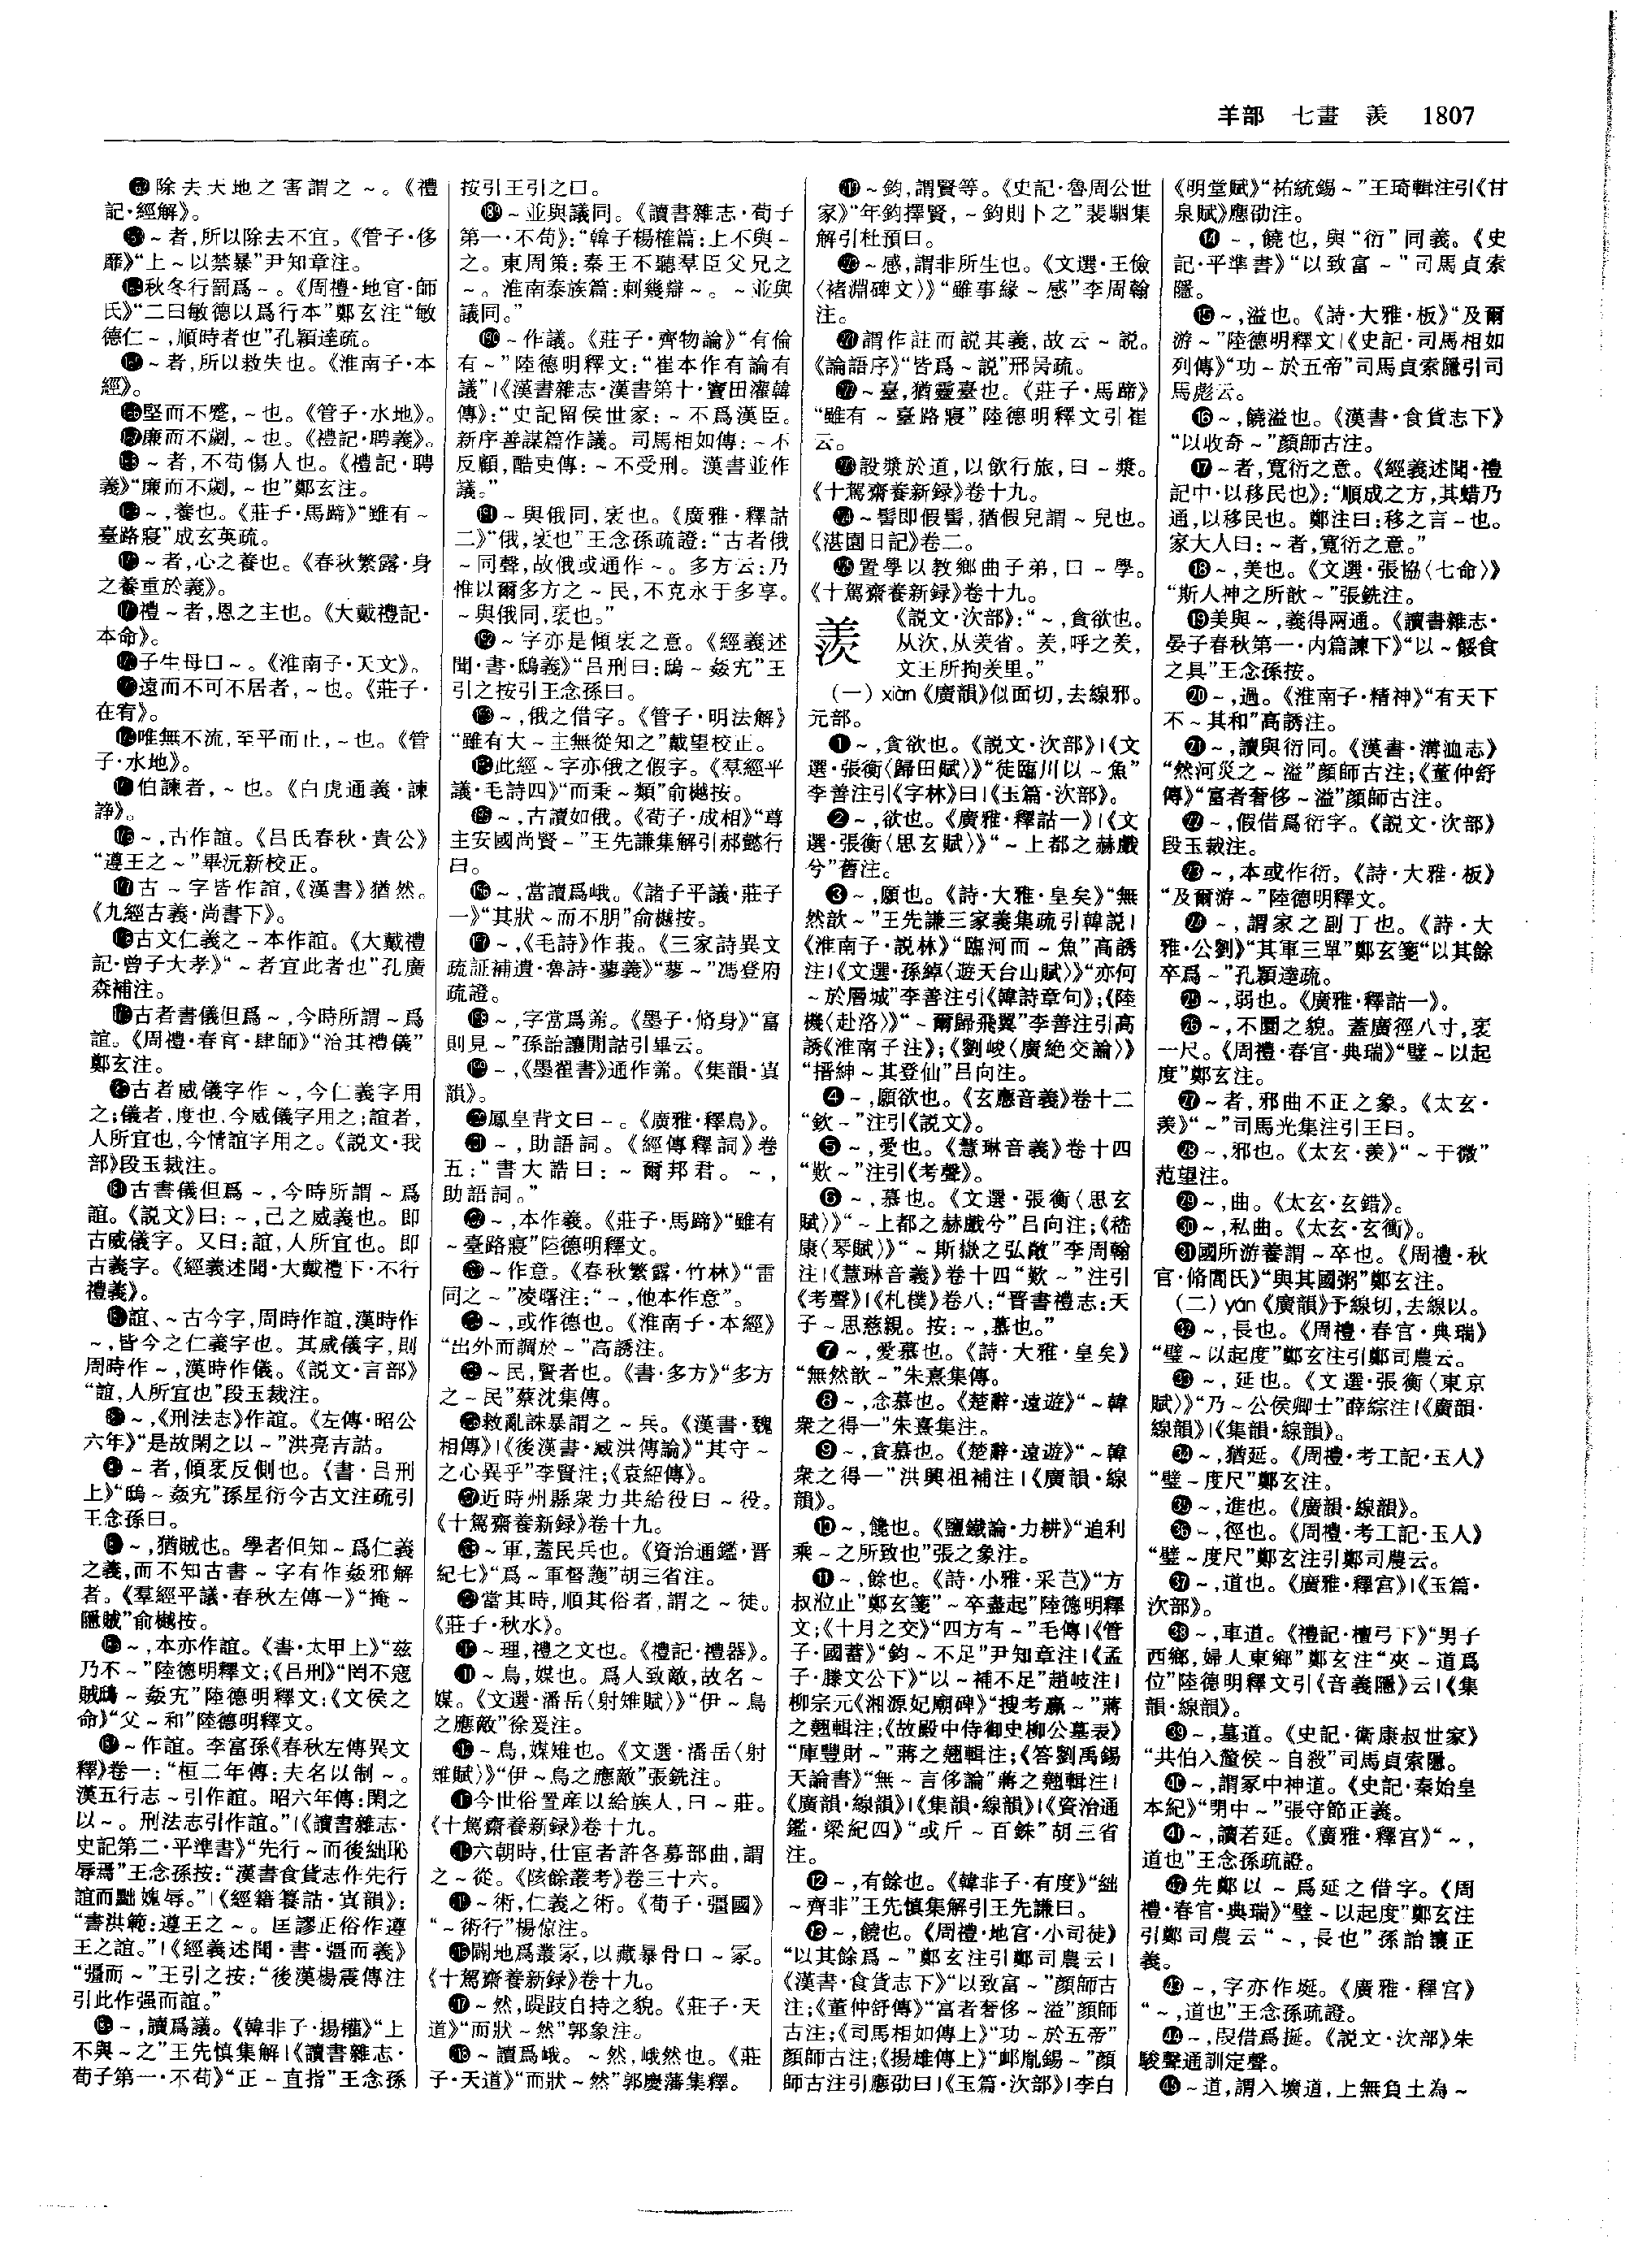 羊部 七畫 羨 1807
除去天地之害謂之～。《禮
記·經解》。
～者,所以除去不宜。《管子·侈
靡》“上～以禁暴”尹知章注。
秋冬行罰爲～。《周禮·地官·師
氏》“二曰敏德以爲行本”鄭玄注“敏
德仁～,順時者也”孔穎達疏。
～者,所以救失也。《淮南子·本
經》。
堅而不蹷,～也。《管子·水地》。
廉而不劌,～也。《禮記·聘義》。
～者,不苟傷人也。《禮記·聘
義》“廉而不劌,～也”鄭玄注。
～,養也。《莊子·馬蹄》“雖有～
臺路寢”成玄英疏。
～者,心之養也。《春秋繁露·身
之養重於義》。
禮～者,恩之主也。《大戴禮記·
本命》。
子生母曰～。《淮南子·天文》。
遠而不可不居者,～也。《莊子·
在宥》。
唯無不流,至平而止,～也。《管
子·水地》。
伯諫者,～也。《白虎通義·諫
諍》。
～,古作誼。《吕氏春秋·貴公》
“遵王之～”畢沅新校正。
古～字皆作誼,《漢書》猶然。
《九經古義·尚書下》。
古文仁義之～本作誼。《大戴禮
記·曾子大孝》“～者宜此者也”孔廣
森補注。
古者書儀但爲～,今時所謂～爲
誼。《周禮·春官·肆師》“治其禮儀”
鄭玄注。
古者威儀字作～,今仁義字用
之;儀者,度也,今威儀字用之;誼者,
人所宜也,今情誼字用之。《説文·我
部》段玉裁注。
古書儀但爲～,今時所謂～爲
誼。《説文》曰:～,己之威義也。即
古威儀字。又曰:誼,人所宜也。即
古義字。《經義述聞·大戴禮下·不行
禮義》。
誼、～古今字,周時作誼,漢時作
～,皆今之仁義字也。其威儀字,則
周時作～,漢時作儀。《説文·言部》
“誼,人所宜也”段玉裁注。
～,《刑法志》作誼。《左傳·昭公
六年》“是故閑之以～”洪亮吉詁。
～者,傾衺反側也。《書·吕刑
上》“鴟～姦宄”孫星衍今古文注疏引
王念孫曰。
～,猶賊也。學者但知～爲仁義
之義,而不知古書～字有作姦邪解
者。《羣經平議·春秋左傳一》“掩～
隱賊”俞樾按。
～,本亦作誼。《書·太甲上》“兹
乃不～”陸德明釋文;《吕刑》“罔不寇
賊鴟～姦宄”陸德明釋文;《文侯之
命》“父～和”陸德明釋文。
～作誼。李富孫《春秋左傳異文
釋》卷一:“桓二年傳:夫名以制～。
漢五行志～引作誼。昭六年傳:閑之
以～。刑法志引作誼。”|《讀書雜志·
史記第二·平準書》“先行～而後絀恥
辱焉”王念孫按:“漢書食貨志作先行
誼而黜媿辱。”|《經籍籑詁·寘韻》:
“書洪範:遵王之～。匡謬正俗作遵
王之誼。”|《經義述聞·書·彊而義》
“彊而～”王引之按:“後漢楊震傳注
引此作强而誼。”
～,讀爲議。《韓非子·揚權》“上
不與～之”王先慎集解|《讀書雜志·
荀子第一·不苟》“正～直指”王念孫
按引王引之曰。
189～並與議同。《讀書雜志·荀子
第一·不苟》:“韓子楊榷篇:上不與～
之。東周策:秦王不聽羣臣父兄之
～。淮南泰族篇:刺幾辯～。～並與
議同。”
190～作議。《莊子·齊物論》“有倫
有～”陸德明釋文:“崔本作有論有
議”|《漢書雜志·漢書第十·竇田灌韓
傳》:“史記留侯世家:～不爲漢臣。
新序善謀篇作議。司馬相如傳:～不
反顧,酷吏傳:～不受刑。漢書並作
議。”
191～與俄同,衺也。《廣雅·釋詁
二》“俄,衺也”王念孫疏證:“古者俄
～同聲,故俄或通作～。多方云:乃
惟以爾多方之～民,不克永于多享。
～與俄同,衺也。”
192～字亦是傾衺之意。《經義述
聞·書·鴟義》“吕刑曰:鴟～姦宄”王
引之按引王念孫曰。
193～,俄之借字。《管子·明法解》
“雖有大～主無從知之”戴望校正。
此經～字亦俄之假字。《羣經平
議·毛詩四》“而秉～類”俞樾按。
～,古讀如俄。《荀子·成相》“尊
主安國尚賢～”王先謙集解引郝懿行
曰。
196～,當讀爲峨。《諸子平議·莊子
一》“其狀～而不朋”俞樾按。
～,《毛詩》作莪。《三家詩異文
疏証補遺·魯詩·蓼義》“蓼～”馮登府
疏證。
～,字當爲羛。《墨子·脩身》“富
則見～”孫詒讓閒詁引畢云。
～,《墨翟書》通作羛。《集韻·寘
韻》。
鳳皇背文曰～。《廣雅·釋鳥》。
～,助語詞。《經傳釋詞》卷
五:“書大誥曰:～爾邦君。～,
助語詞。”
～,本作羲。《莊子·馬蹄》“雖有
～臺路寢”陸德明釋文。
～作意。《春秋繁露·竹林》“雷
同之～”凌曙注:“～,他本作意”。
～,或作德也。《淮南子·本經》
“出外而調於～”高誘注。
～民,賢者也。《書·多方》“多方
之～民”蔡沈集傳。
救亂誅暴謂之～兵。《漢書·魏
相傳》|《後漢書·臧洪傳論》“其守～
之心異乎”李賢注;《袁紹傳》。
近時州縣衆力共給役曰～役。
《十駕齋養新録》卷十九。
～軍,蓋民兵也。《資治通鑑·晋
紀七》“爲～軍督護”胡三省注。
當其時,順其俗者,謂之～徒。
《莊子·秋水》。
～理,禮之文也。《禮記·禮器》。
～鳥,媒也。爲人致敵,故名～
媒。《文選·潘岳〈射雉賦〉》“伊～鳥
之應敵”徐爰注。
～鳥,媒雉也。《文選·潘岳〈射
雉賦〉》“伊～鳥之應敵”張銑注。
今世俗置産以給族人,曰～莊。
《十駕齋養新録》卷十九。
六朝時,仕宦者許各募部曲,謂
之～從。《陔餘叢考》卷三十六。
～術,仁義之術。《荀子·彊國》
“～術行”楊倞注。
闢地爲叢冢,以藏暴骨曰～冢。
《十駕齋養新録》卷十九。
～然,踶跂自持之貌。《莊子·天
道》“而狀～然”郭象注。
～讀爲峨。～然,峨然也。《莊
子·天道》“而狀～然”郭慶藩集釋。
～鈞,謂賢等。《史記·魯周公世
家》“年鈞擇賢,～鈞則卜之”裴駰集
解引杜預曰。
～感,謂非所生也。《文選·王儉
〈褚淵碑文〉》“雖事緣～感”李周翰
注。
謂作註而説其義,故云～説。
《論語序》“皆爲～説”邢昺疏。
～臺,猶靈臺也。《莊子·馬蹄》
“雖有～臺路寢”陸德明釋文引崔
云。
設漿於道,以飲行旅,曰～漿。
《十駕齋養新録》卷十九。
～髻即假髻,猶假兒謂～兒也。
《湛園日記》卷二。
置學以教鄉曲子弟,曰～學。
《十駕齋養新録》卷十九。
羨
《説文·㳄部》:“～,貪欲也。
从㳄,从羑省。羑,呼之羑,
文王所拘羑里。”
(一) xiàn《廣韻》似面切,去線邪。
元部。
❶～,貪欲也。《説文·㳄部》|《文
選·張衡〈歸田賦〉》“徒臨川以～魚”
李善注引《字林》曰|《玉篇·㳄部》。
❷～,欲也。《廣雅·釋詁一》|《文
選·張衡〈思玄賦〉》“～上都之赫戲
兮”舊注。
❸～,願也。《詩·大雅·皇矣》“無
然歆～”王先謙三家義集疏引韓説|
《淮南子·説林》“臨河而～魚”高誘
注|《文選·孫綽〈遊天台山賦〉》“亦何
～於層城”李善注引《韓詩章句》;《陸
機〈赴洛〉》“～爾歸飛翼”李善注引高
誘《淮南子注》;《劉峻〈廣絶交論〉》
“搢紳～其登仙”吕向注。
❹～,願欲也。《玄應音義》卷十二
“欽～”注引《説文》。
❺～,愛也。《慧琳音義》卷十四
“歎～”注引《考聲》。
❻～,慕也。《文選·張衡〈思玄
賦〉》“～上都之赫戲兮”吕向注;《嵇
康〈琴賦〉》“～斯嶽之弘敞”李周翰
注|《慧琳音義》卷十四“歎～”注引
《考聲》|《札樸》卷八:“晋書禮志:天
子～思慈親。按:～,慕也。”
❼～,愛慕也。《詩·大雅·皇矣》
“無然歆～”朱熹集傳。
❽～,念慕也。《楚辭·遠遊》“～韓
衆之得一”朱熹集注。
❾～,貪慕也。《楚辭·遠遊》“～韓
衆之得一”洪興祖補注|《廣韻·線
韻》。
❿～,饒也。《鹽鐵論·力耕》“追利
乘～之所致也”張之象注。
⓫～,餘也。《詩·小雅·采芑》“方
叔涖止”鄭玄箋“～卒盡起”陸德明釋
文;《十月之交》“四方有～”毛傳|《管
子·國蓄》“鈞～不足”尹知章注|《孟
子·滕文公下》“以～補不足”趙岐注|
柳宗元《湘源妃廟碑》“搜考贏～”蔣
之翹輯注;《故殿中侍御史柳公墓表》
“庫豐財～”蔣之翹輯注;《答劉禹錫
天論書》“無～言侈論”蔣之翹輯注|
《廣韻·線韻》|《集韻·線韻》|《資治通
鑑·梁紀四》“或斤～百銖”胡三省
注。
⓬～,有餘也。《韓非子·有度》“絀
～齊非”王先慎集解引王先謙曰。
⓭～,饒也。《周禮·地官·小司徒》
“以其餘爲～”鄭玄注引鄭司農云|
《漢書·食貨志下》“以致富～”顔師古
注;《董仲舒傳》“富者奢侈～溢”顔師
古注;《司馬相如傳上》“功～於五帝”
顔師古注;《揚雄傳上》“卹胤錫～”顔
師古注引應劭曰|《玉篇·㳄部》|李白
《明堂賦》“祐統錫～”王琦輯注引《甘
泉賦》應劭注。
⓮～,饒也,與“衍”同義。《史
記·平準書》“以致富～”司馬貞索
隱。
⓯～,溢也。《詩·大雅·板》“及爾
游～”陸德明釋文|《史記·司馬相如
列傳》“功～於五帝”司馬貞索隱引司
馬彪云。
⓰～,饒溢也。《漢書·食貨志下》
“以收奇～”顔師古注。
⓱～者,寬衍之意。《經義述聞·禮
記中·以移民也》:“順成之方,其蜡乃
通,以移民也。鄭注曰:移之言～也。
家大人曰:～者,寬衍之意。”
⓲～,美也。《文選·張協〈七命〉》
“斯人神之所歆～”張銑注。
⓳美與～,義得兩通。《讀書雜志·
晏子春秋第一·内篇諫下》“以～餧食
之具”王念孫按。
⓴～,過。《淮南子·精神》“有天下
不～其和”高誘注。
㉑～,讀與衍同。《漢書·溝洫志》
“然河災之～溢”顔師古注;《董仲舒
傳》“富者奢侈～溢”顔師古注。
㉒～,假借爲衍字。《説文·㳄部》
段玉裁注。
㉓～,本或作衍。《詩·大雅·板》
“及爾游～”陸德明釋文。
㉔～,謂家之副丁也。《詩·大
雅·公劉》“其軍三單”鄭玄箋“以其餘
卒爲～”孔穎達疏。
㉕～,弱也。《廣雅·釋詁一》。
㉖～,不圜之貌。蓋廣徑八寸,袤
一尺。《周禮·春官·典瑞》“璧～以起
度”鄭玄注。
㉗～者,邪曲不正之象。《太玄·
羨》“～”司馬光集注引王曰。
㉘～,邪也。《太玄·羨》“～于微”
范望注。
㉙～,曲。《太玄·玄錯》。
㉚～,私曲。《太玄·玄衝》。
㉛國所游養謂～卒也。《周禮·秋
官·脩閭氏》“與其國粥”鄭玄注。
(二) yán《廣韻》予線切,去線以。
㉜～,長也。《周禮·春官·典瑞》
“璧～以起度”鄭玄注引鄭司農云。
㉝～,延也。《文選·張衡〈東京
賦〉》“乃～公侯卿士”薛綜注|《廣韻·
線韻》|《集韻·線韻》。
㉞～,猶延。《周禮·考工記·玉人》
“璧～度尺”鄭玄注。
㉟～,進也。《廣韻·線韻》。
㊱～,徑也。《周禮·考工記·玉人》
“璧～度尺”鄭玄注引鄭司農云。
㊲～,道也。《廣雅·釋宫》|《玉篇·
㳄部》。
㊳～,車道。《禮記·檀弓下》“男子
西鄉,婦人東鄉”鄭玄注“夾～道爲
位”陸德明釋文引《音義隱》云|《集
韻·線韻》。
㊴～,墓道。《史記·衛康叔世家》
“共伯入釐侯～自殺”司馬貞索隱。
㊵～,謂冢中神道。《史記·秦始皇
本紀》“閉中～”張守節正義。
㊶～,讀若延。《廣雅·釋宫》“～,
道也”王念孫疏證。
㊷先鄭以～爲延之借字。《周
禮·春官·典瑞》“璧～以起度”鄭玄注
引鄭司農云“～,長也”孫詒讓正
義。
㊸～,字亦作埏。《廣雅·釋宫》
“～,道也”王念孫疏證。
㊹～,叚借爲挻。《説文·㳄部》朱
駿聲通訓定聲。
㊺～道,謂入壙道,上無負土為～